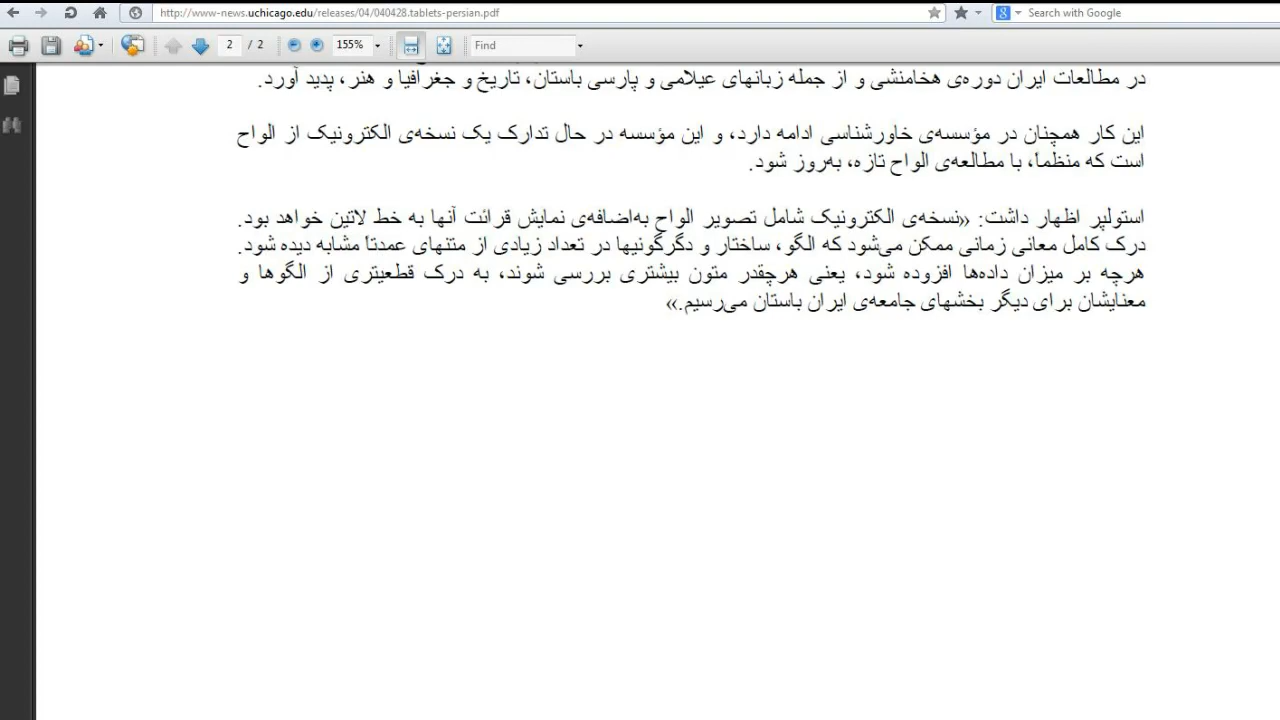 http://www-news.uchicago.edu/releases/04/040428.tablets-persian.pdf
Search with Google
2 / 2
155%
Find
در مطالعات ایران دوره‌ی هخامنشی و از جمله زبانهای عیلامی و پارسی باستان، تاریخ و جغرافیا و هنر، پدید آورد.
این کار همچنان در مؤسسه‌ی خاورشناسی ادامه دارد، و این مؤسسه در حال تدارک یک نسخه‌ی الکترونیک از الواح
است که منظماً، با مطالعه‌ی الواح تازه، به‌روز شود.
استولپر اظهار داشت: «نسخه‌ی الکترونیک شامل تصویر الواح به‌اضافه‌ی نمایش قرائت آنها به خط لاتین خواهد بود.
درک کامل معانی زمانی ممکن می‌شود که الگو، ساختار و دگرگونیها در تعداد زیادی از متنهای عمدتاً مشابه دیده شود.
هرچه بر میزان داده‌ها افزوده شود، یعنی هرچقدر متون بیشتری بررسی شوند، به درک قطعیتری از الگوها و
معنایشان برای دیگر بخشهای جامعه‌ی ایران باستان می‌رسیم.»